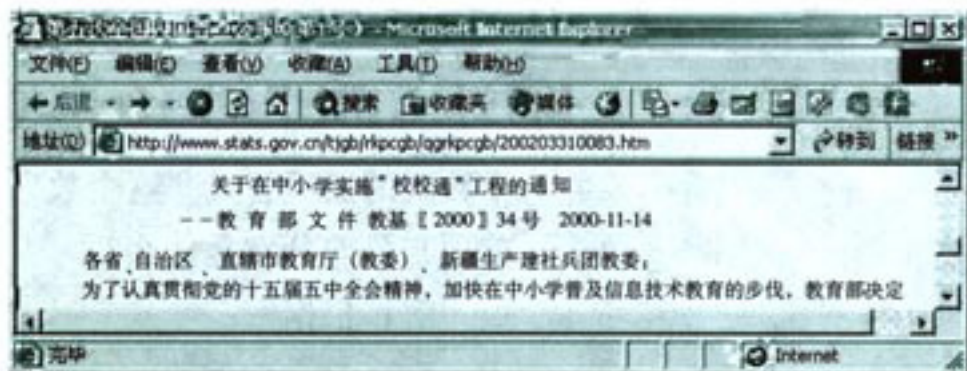 - Microsoft Internet Explorer
文件(F) 编辑(E) 查看(V) 收藏(A) 工具(T) 帮助(H)
后退 搜索 收藏夹 媒体
地址(D) http://www.stats.gov.cn/tjgb/rkpcgb/qgrkpcgb/200203310083.htm 转到 链接 »
关于在中小学实施“校校通”工程的通知
--教育部文件 教基〖2000〗34号 2000-11-14
各省、自治区、直辖市教育厅（教委）、新疆生产建社兵团教委：
为了认真贯彻党的十五届五中全会精神，加快在中小学普及信息技术教育的步伐，教育部决定
完毕 Internet